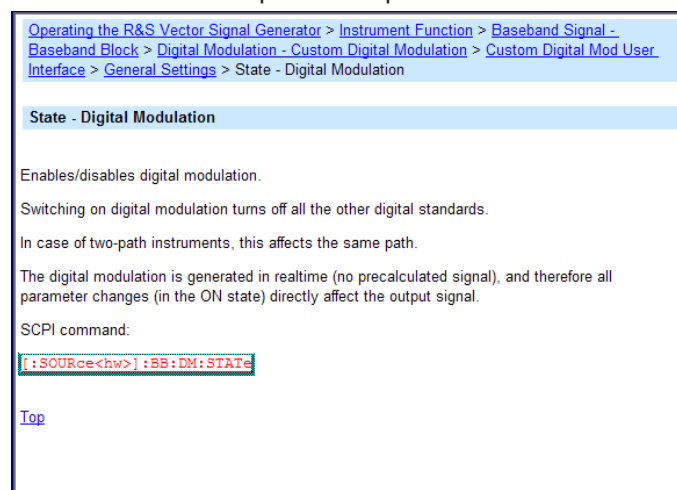 Operating the R&S Vector Signal Generator > Instrument Function > Baseband Signal -
Baseband Block > Digital Modulation - Custom Digital Modulation > Custom Digital Mod User
Interface > General Settings > State - Digital Modulation
State - Digital Modulation
Enables/disables digital modulation.
Switching on digital modulation turns off all the other digital standards.
In case of two-path instruments, this affects the same path.
The digital modulation is generated in realtime (no precalculated signal), and therefore all
parameter changes (in the ON state) directly affect the output signal.
SCPI command:
[:SOURce<hw>]:BB:DM:STATe
Top